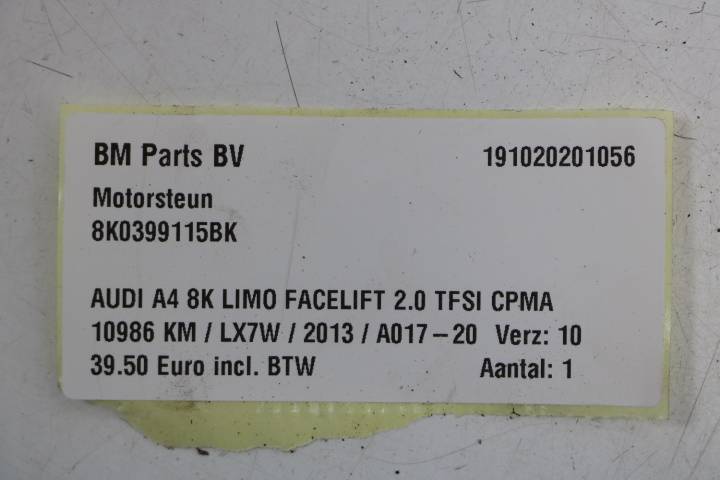 BM Parts BV 191020201056
Motorsteun
8K0399115BK
AUDI A4 8K LIMO FACELIFT 2.0 TFSI CPMA
10986 KM / LX7W / 2013 / A017-20 Verz: 10
39.50 Euro incl. BTW Aantal: 1